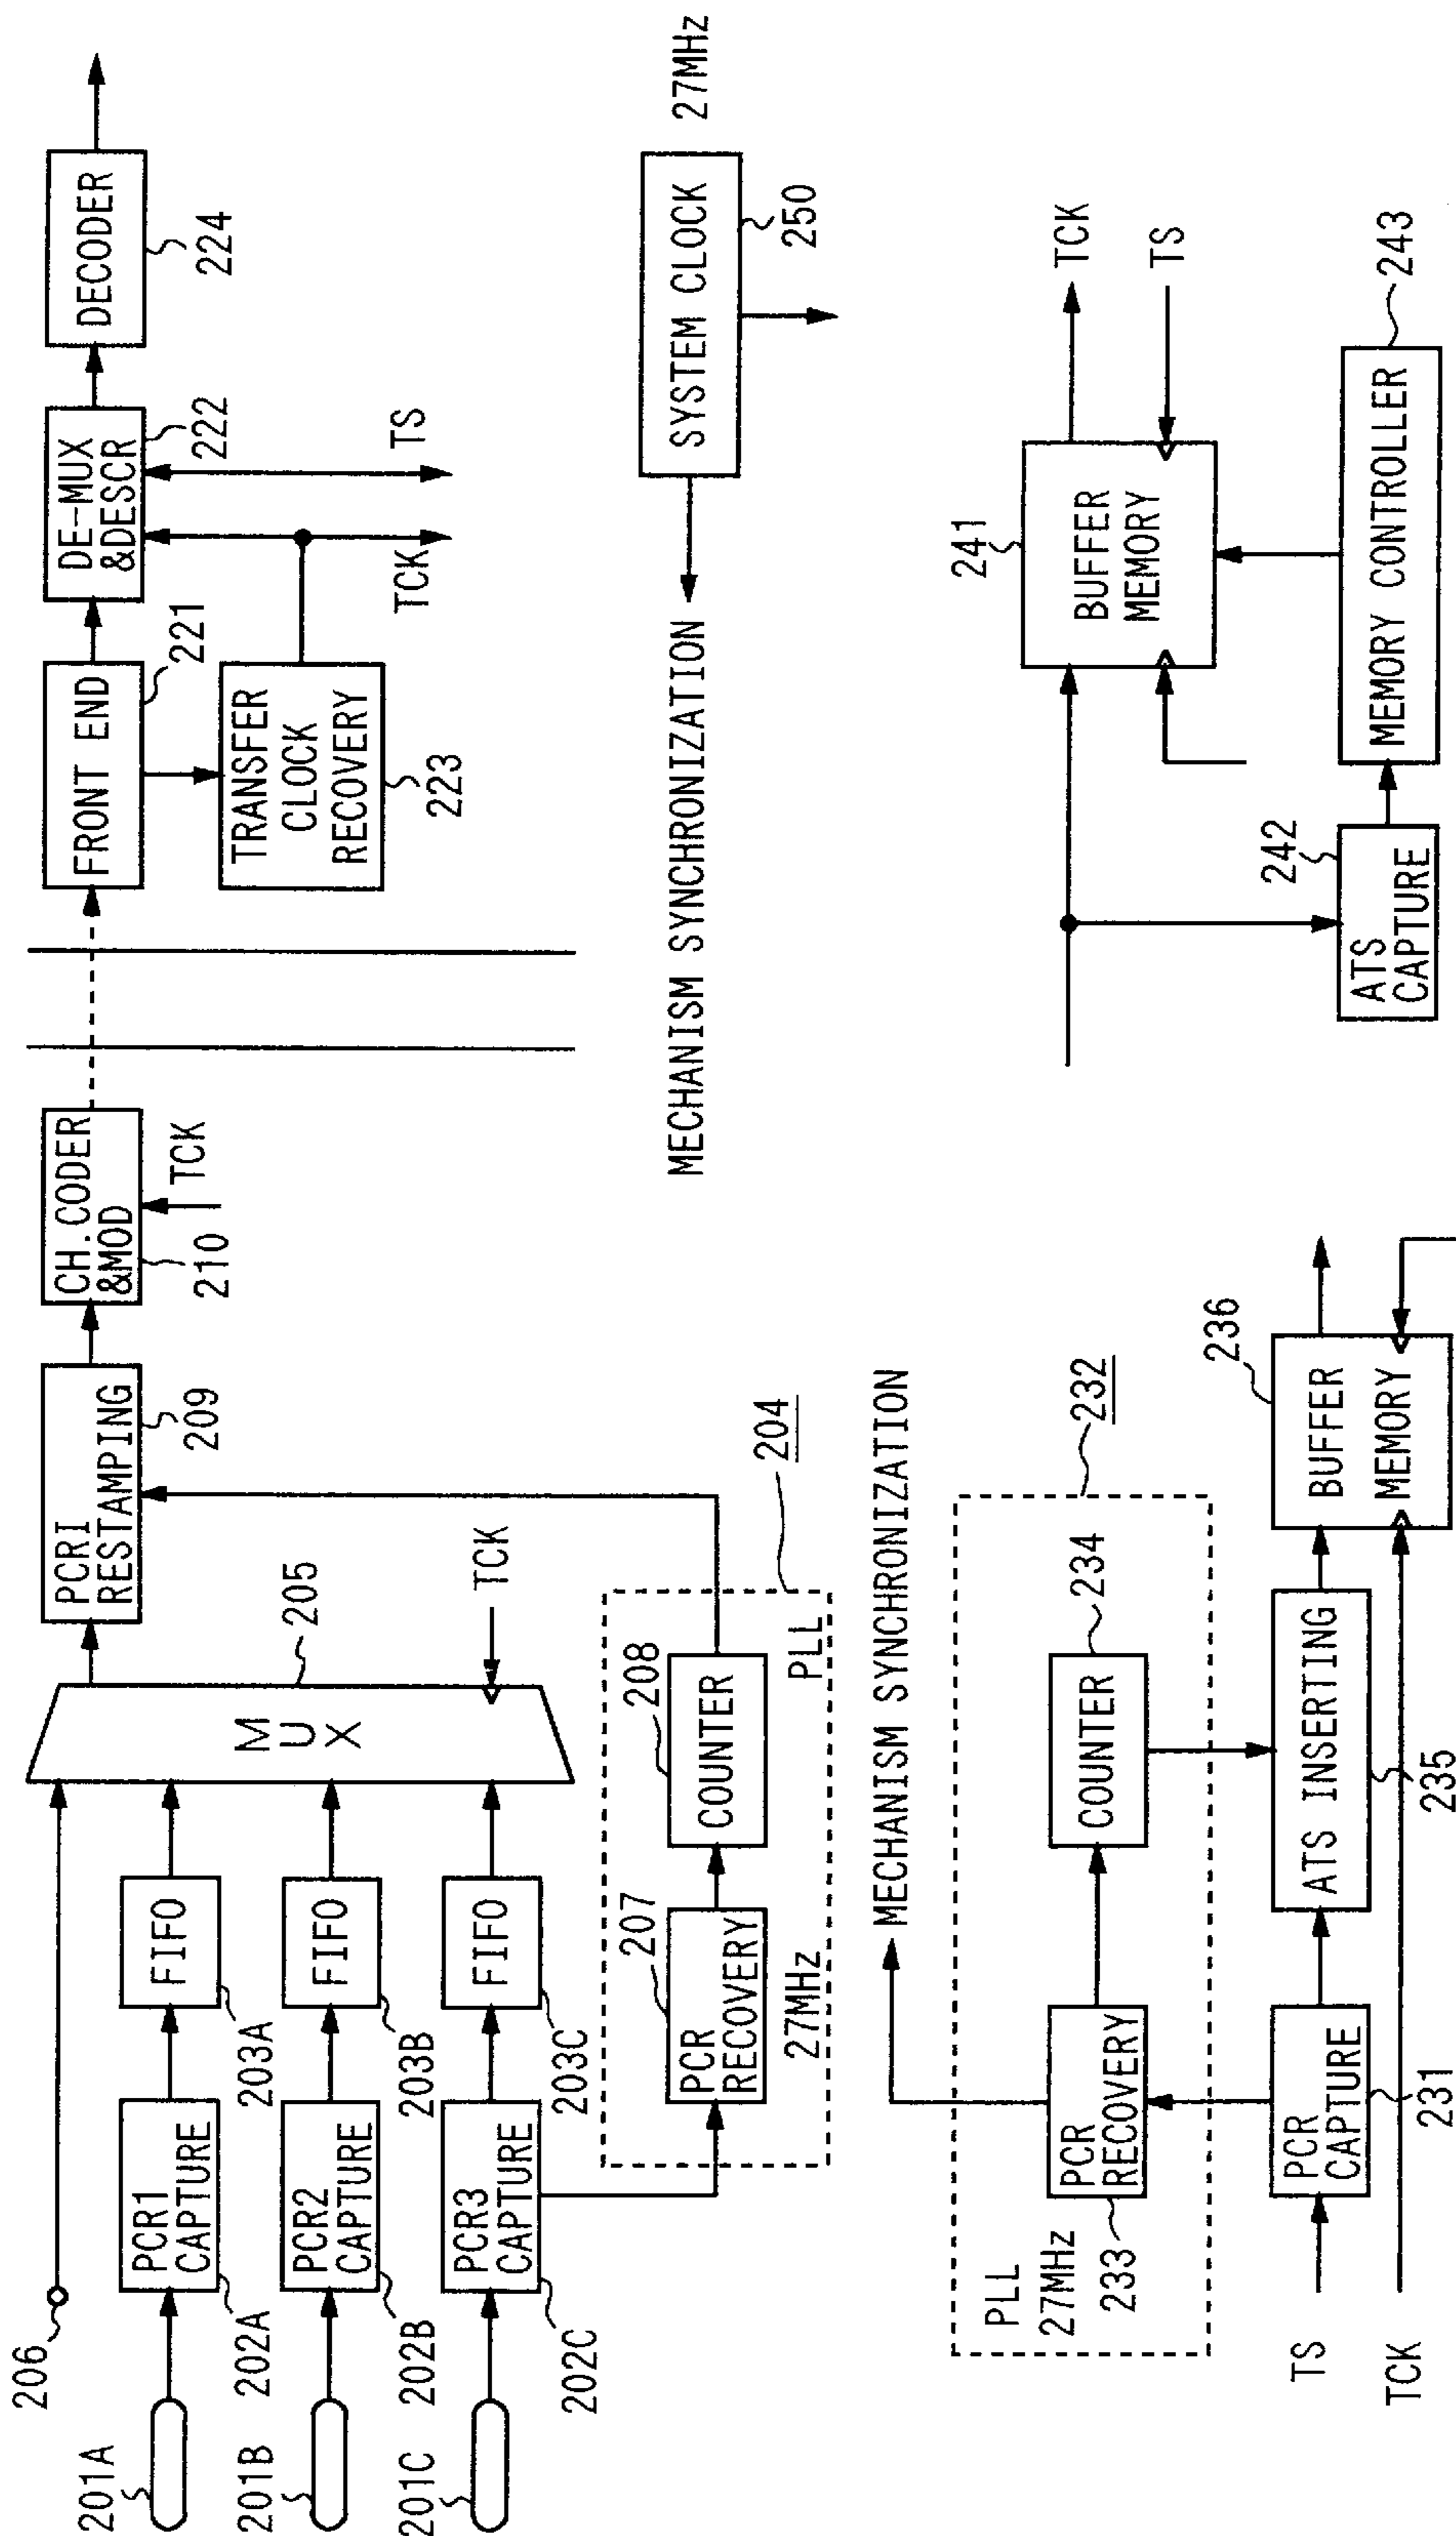 206
201A
PCR1
CAPTURE
202A
FIFO
203A
201B
PCR2
CAPTURE
202B
FIFO
203B
201C
PCR3
CAPTURE
202C
FIFO
203C
MUX
205
TCK
PCRI
RESTAMPING
209
CH.CODER
&MOD
210
TCK
207
PCR
RECOVERY
27MHz
208
COUNTER
PLL
204
FRONT END
221
TRANSFER
CLOCK
RECOVERY
223
DE-MUX
&DESCR
222
TCK
TS
DECODER
224
MECHANISM SYNCHRONIZATION
SYSTEM CLOCK
250
27MHz
MECHANISM SYNCHRONIZATION
232
PLL
27MHz
233
PCR
RECOVERY
COUNTER
234
TS
PCR
CAPTURE
231
ATS INSERTING
235
TCK
236
BUFFER
MEMORY
241
BUFFER
MEMORY
TCK
TS
242
ATS
CAPTURE
MEMORY CONTROLLER
243